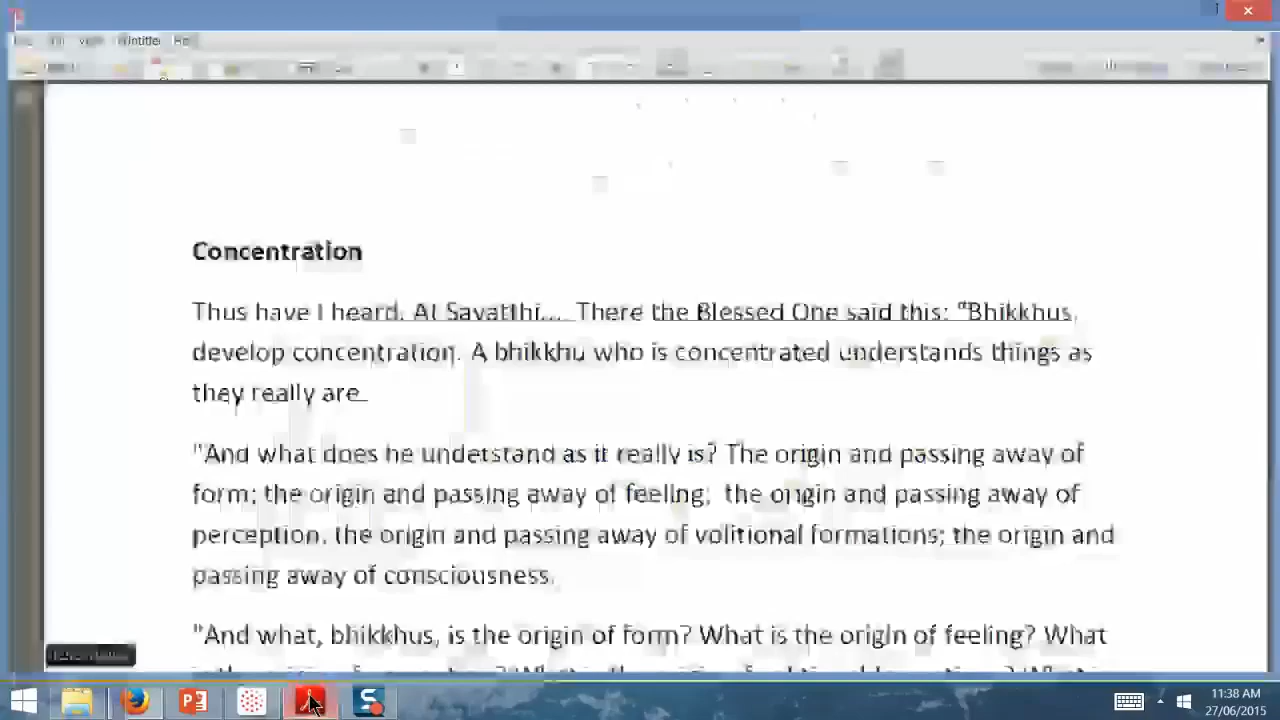 Concentration
Thus have I heard. At Savatthi... There the Blessed One said this: "Bhikkhus,
develop concentration. A bhikkhu who is concentrated understands things as
they really are.
"And what does he understand as it really is? The origin and passing away of
form; the origin and passing away of feeling; the origin and passing away of
perception, the origin and passing away of volitional formations; the origin and
passing away of consciousness.
"And what, bhikkhus, is the origin of form? What is the origin of feeling? What
11:38 AM
27/06/2015